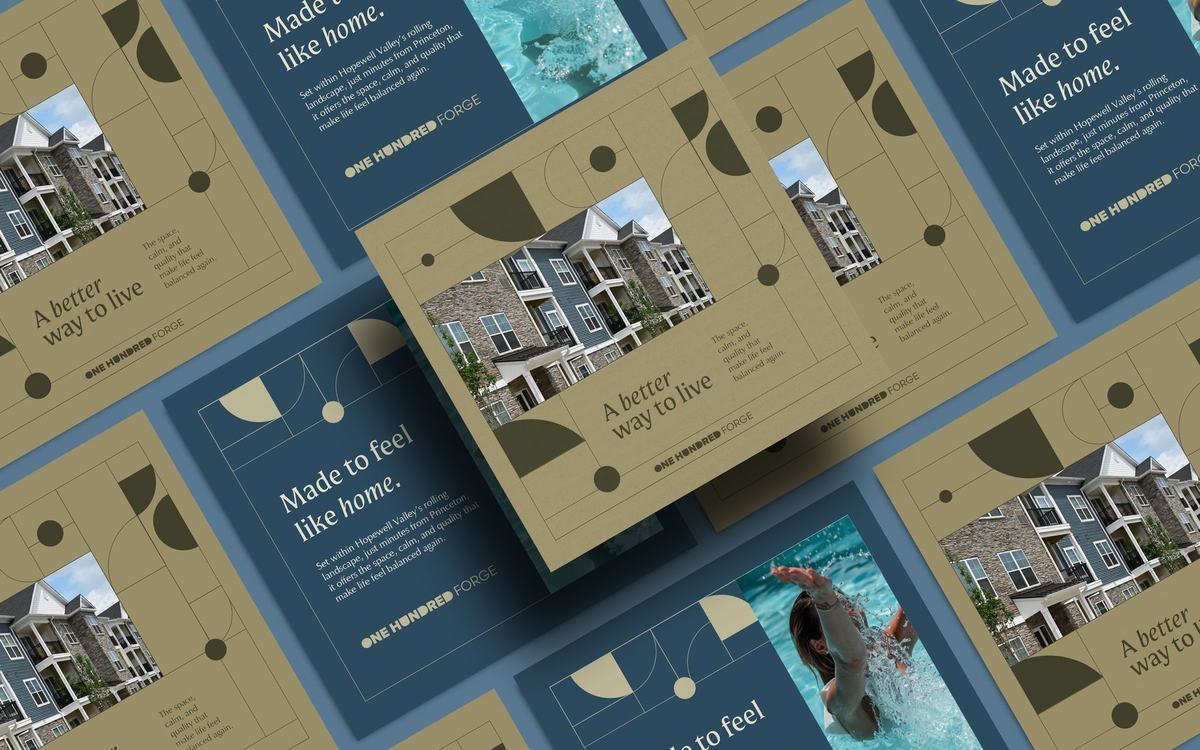 Made to feel
like home.
Set within Hopewell Valley's rolling
landscape, just minutes from Princeton,
it offers the space, calm, and quality that
make life feel balanced again.
ONE HUNDRED FORGE
Made to feel
like home.
Set within Hopewell Valley's rolling
landscape, just minutes from Princeton,
it offers the space, calm, and quality that
make life feel balanced again.
ONE HUNDRED FORGE
The space,
calm, and
quality that
make life feel
balanced again.
A better
way to live
ONE HUNDRED FORGE
The space,
calm, and
quality that
make life feel
balanced again.
A better
way to live
ONE HUNDRED FORGE
The space,
calm, and
quality that
make life feel
balanced again.
ONE HUNDRED FORGE
Made to feel
like home.
Set within Hopewell Valley's rolling
landscape, just minutes from Princeton,
it offers the space, calm, and quality that
make life feel balanced again.
ONE HUNDRED FORGE
A better
way to
ONE
The space,
calm, and
quality that
make life feel
balanced again.
to feel